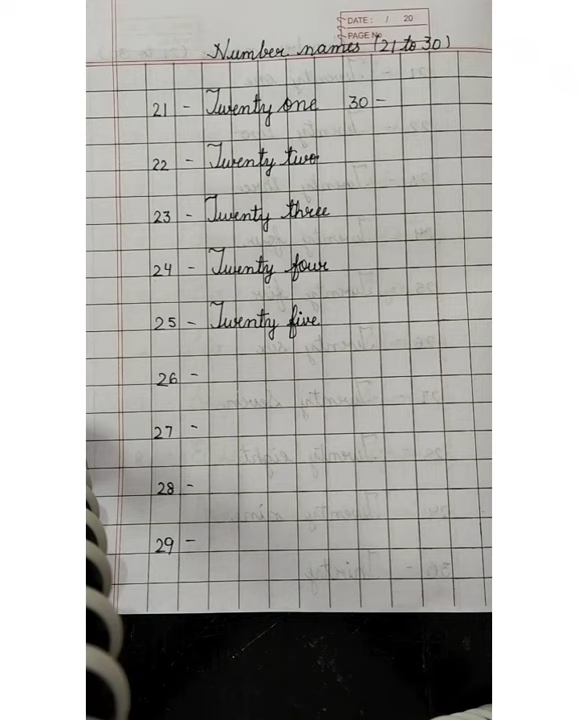 DATE: / 20
PAGE No.
Number names (21 to 30)
21 - Twenty one 30 -
22 - Twenty two
23 - Twenty three
24 - Twenty four
25 - Twenty five
26 -
27 -
28 -
29 -